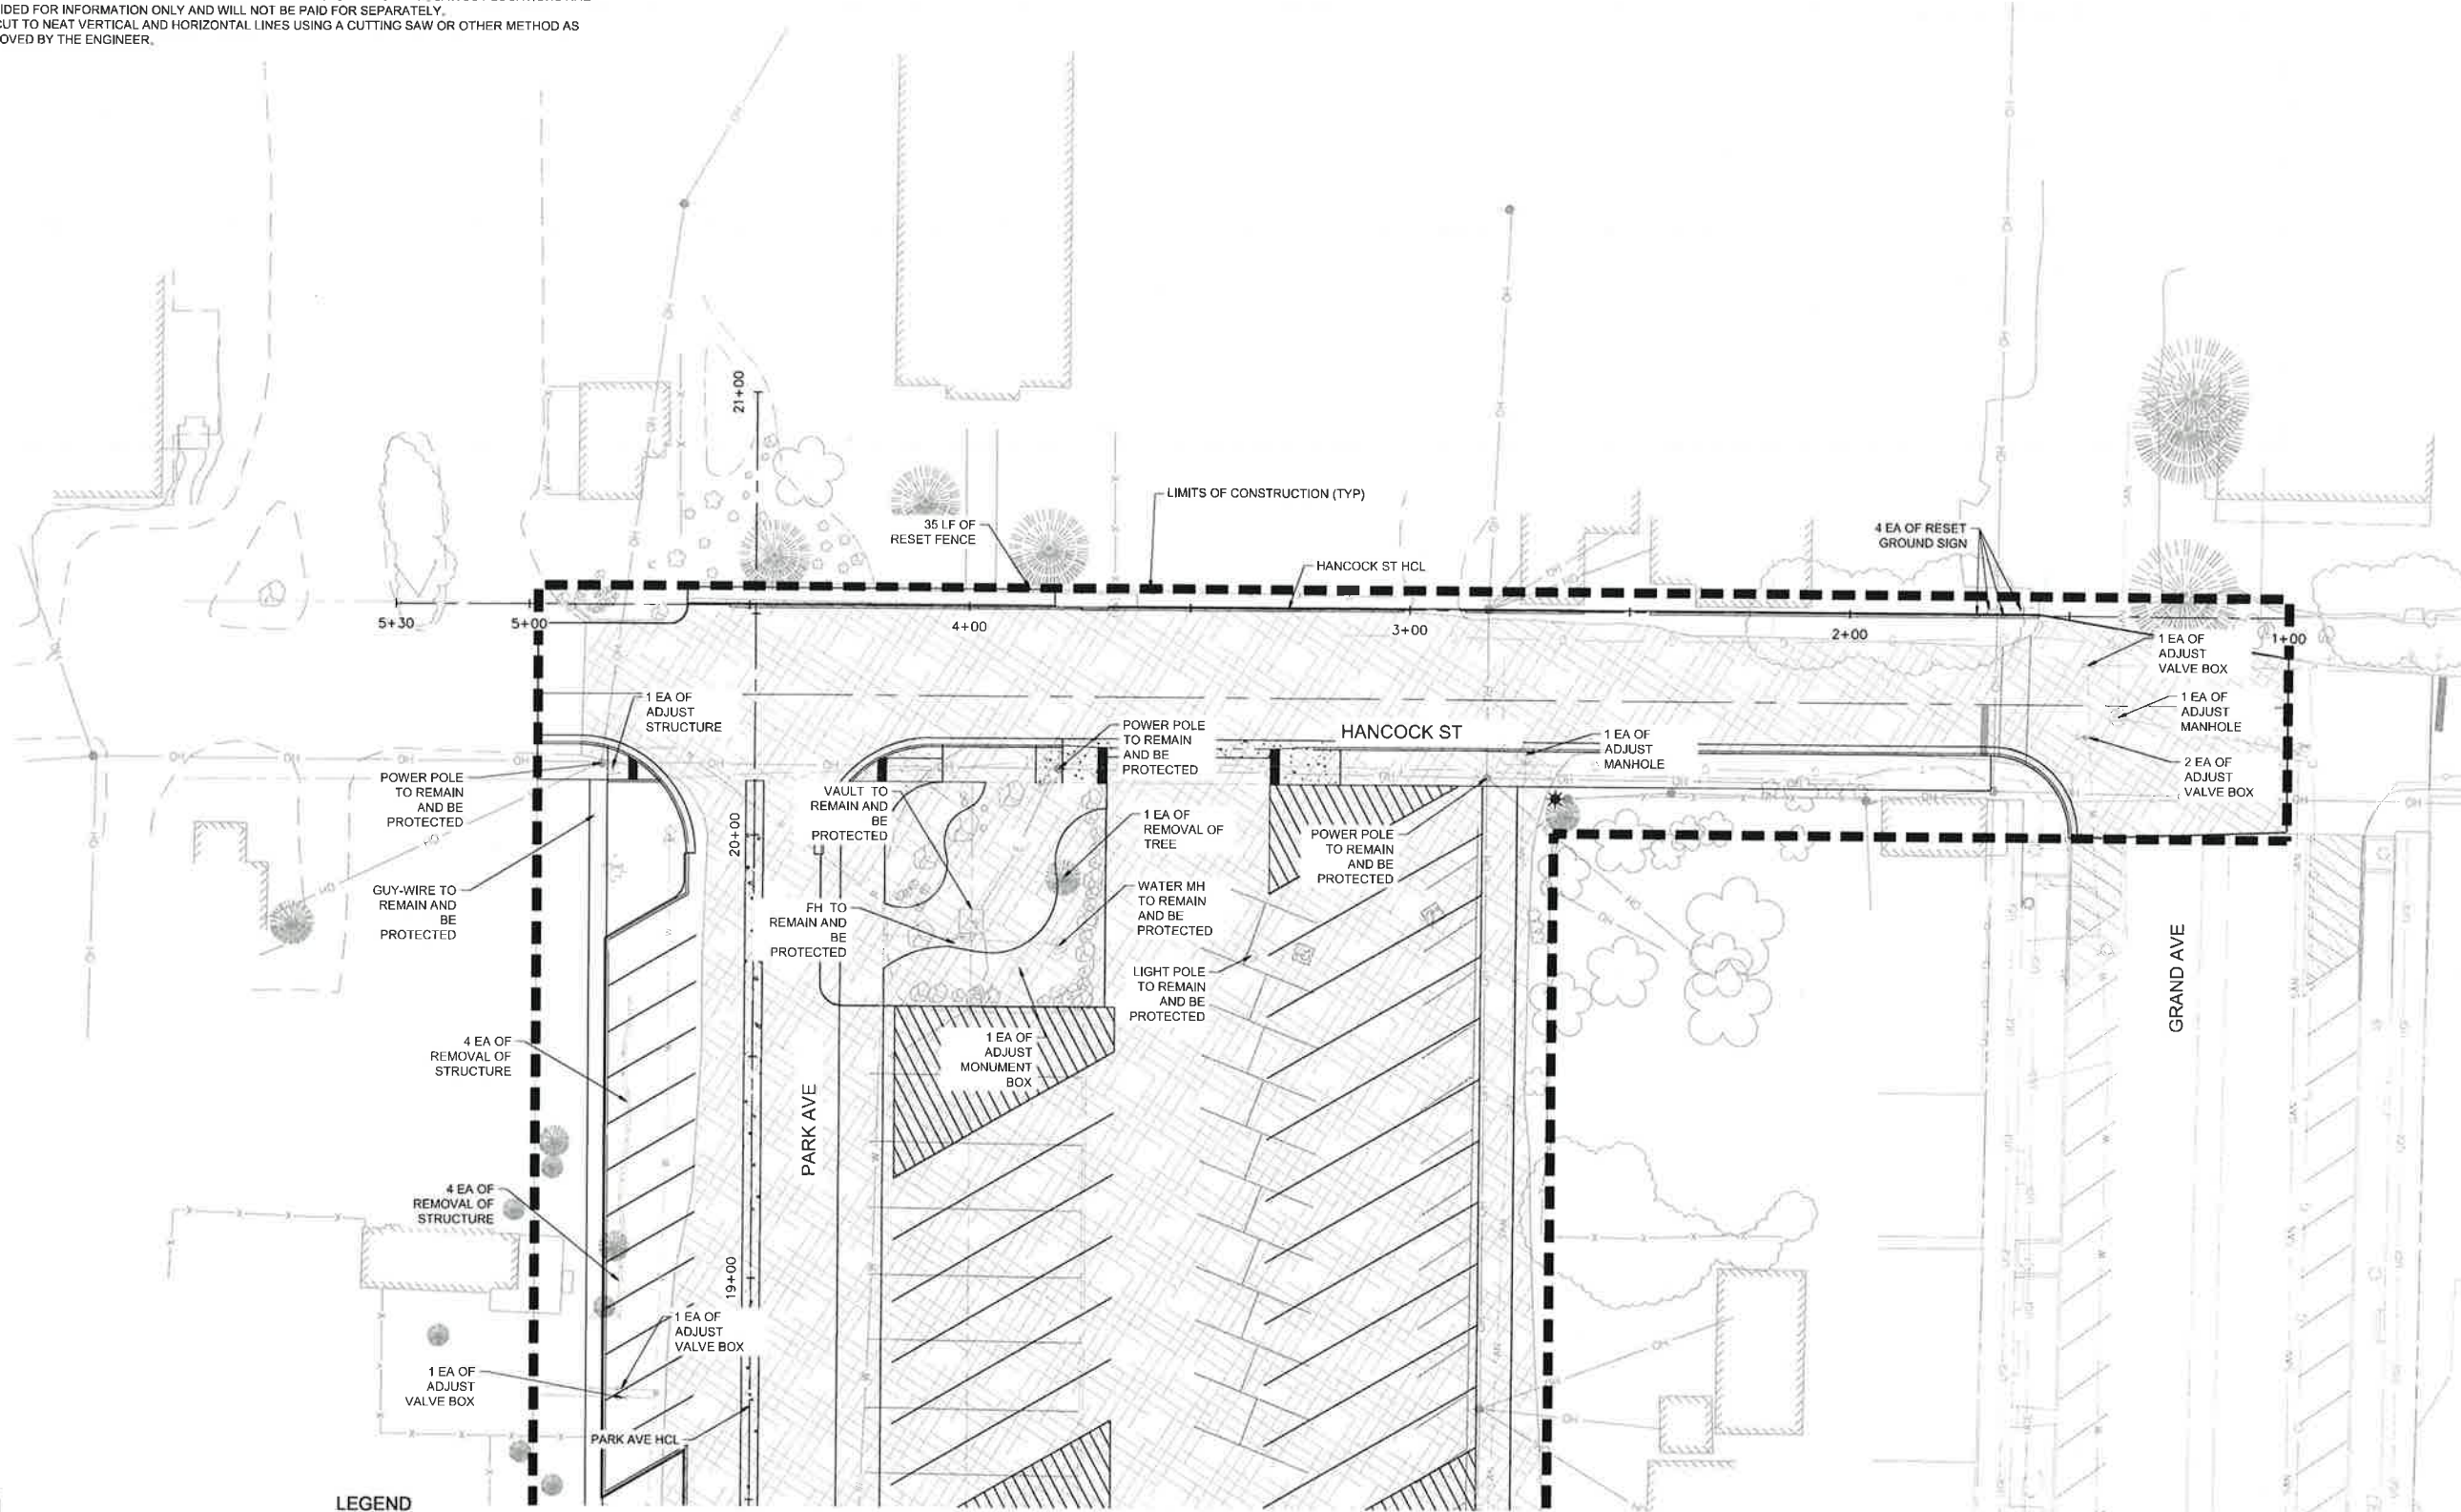 IDED FOR INFORMATION ONLY AND WILL NOT BE PAID FOR SEPARATELY.
CUT TO NEAT VERTICAL AND HORIZONTAL LINES USING A CUTTING SAW OR OTHER METHOD AS
OVED BY THE ENGINEER.
21+00
LIMITS OF CONSTRUCTION (TYP)
35 LF OF
RESET FENCE
4 EA OF RESET
GROUND SIGN
HANCOCK ST HCL
5+30
5+00
4+00
3+00
2+00
1+00
1 EA OF
ADJUST
VALVE BOX
1 EA OF
ADJUST
STRUCTURE
1 EA OF
ADJUST
MANHOLE
POWER POLE
TO REMAIN
AND BE
PROTECTED
HANCOCK ST
1 EA OF
ADJUST
MANHOLE
2 EA OF
ADJUST
VALVE BOX
POWER POLE
TO REMAIN
AND BE
PROTECTED
VAULT TO
REMAIN AND
BE
PROTECTED
1 EA OF
REMOVAL OF
TREE
POWER POLE
TO REMAIN
AND BE
PROTECTED
20+00
GUY-WIRE TO
REMAIN AND
BE
PROTECTED
FH TO
REMAIN AND
BE
PROTECTED
WATER MH
TO REMAIN
AND BE
PROTECTED
LIGHT POLE
TO REMAIN
AND BE
PROTECTED
GRAND AVE
4 EA OF
REMOVAL OF
STRUCTURE
1 EA OF
ADJUST
MONUMENT
BOX
PARK AVE
4 EA OF
REMOVAL OF
STRUCTURE
19+00
1 EA OF
ADJUST
VALVE BOX
1 EA OF
ADJUST
VALVE BOX
PARK AVE HCL
LEGEND